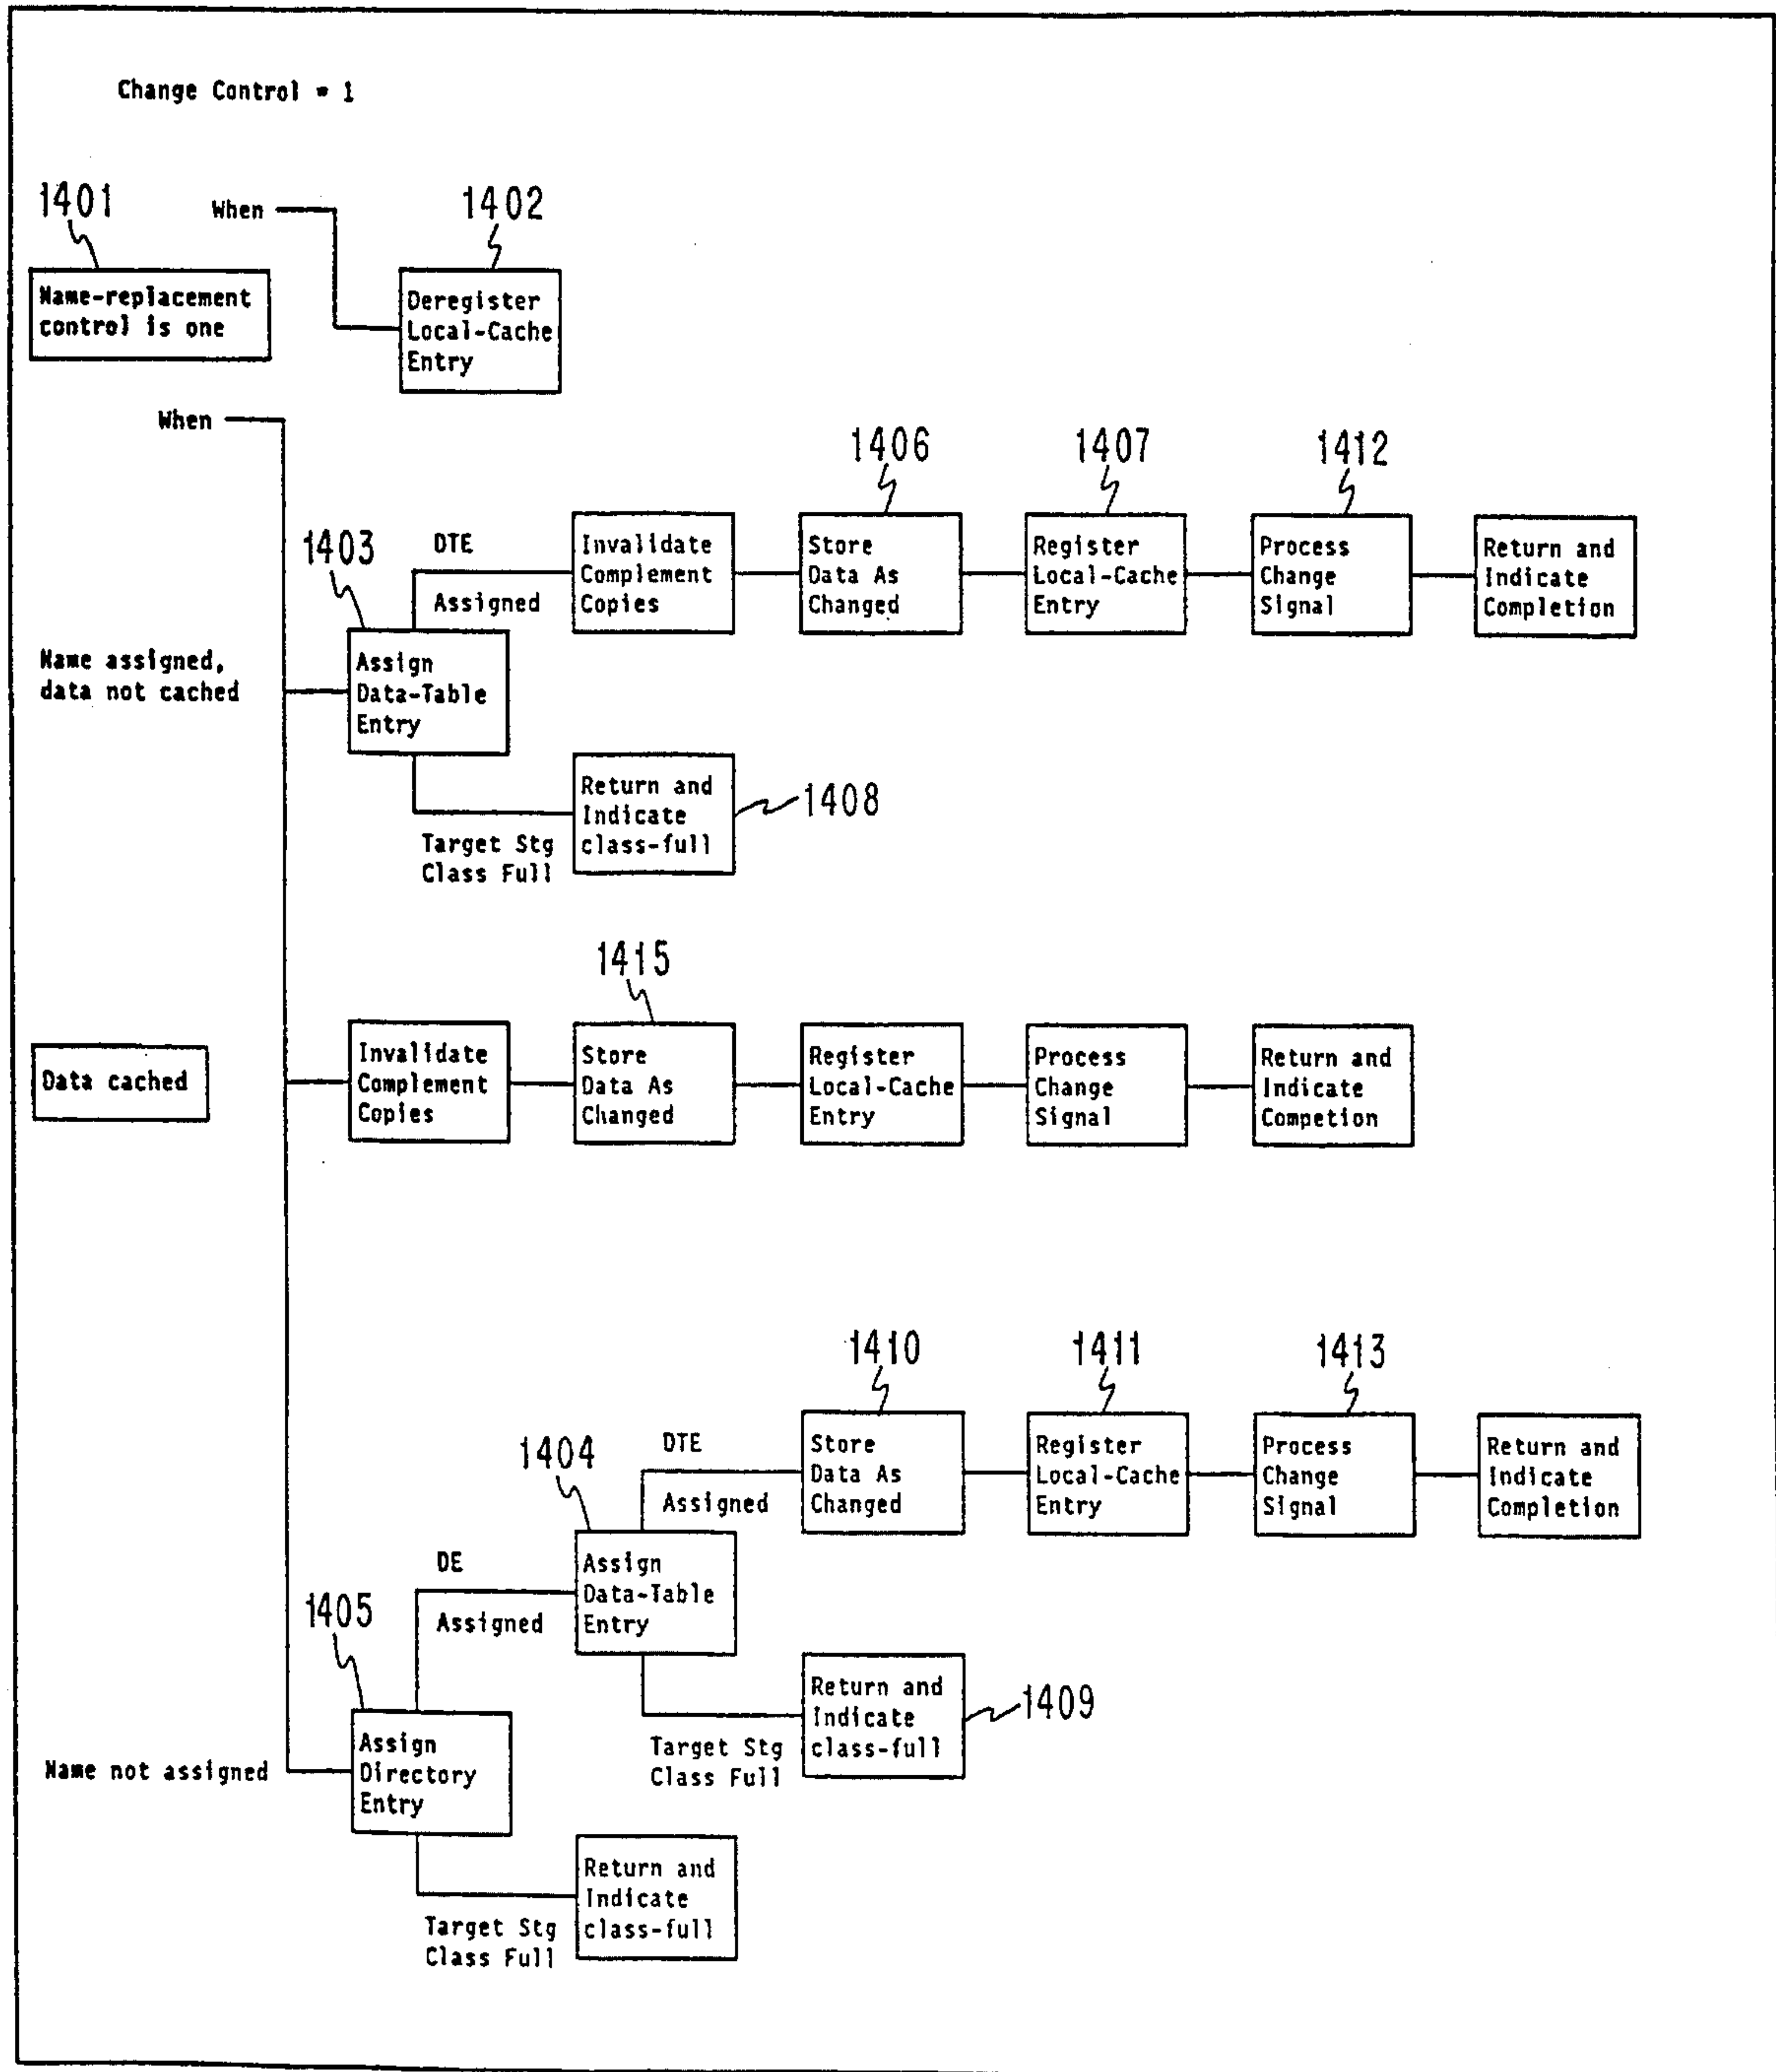 Change Control = 1
1401
When
1402
Name-replacement
control is one
Deregister
Local-Cache
Entry
When
1406
1407
1412
1403
DTE
Assigned
Invalidate
Complement
Copies
Store
Data As
Changed
Register
Local-Cache
Entry
Process
Change
Signal
Return and
Indicate
Completion
Name assigned,
data not cached
Assign
Data-Table
Entry
Return and
Indicate
class-full
1408
Target Stg
Class Full
1415
Data cached
Invalidate
Complement
Copies
Store
Data As
Changed
Register
Local-Cache
Entry
Process
Change
Signal
Return and
Indicate
Competion
1410
1411
1413
1404
DTE
Assigned
Store
Data As
Changed
Register
Local-Cache
Entry
Process
Change
Signal
Return and
Indicate
Completion
1405
DE
Assigned
Assign
Data-Table
Entry
Return and
Indicate
class-full
1409
Target Stg
Class Full
Name not assigned
Assign
Directory
Entry
Return and
Indicate
class-full
Target Stg
Class Full